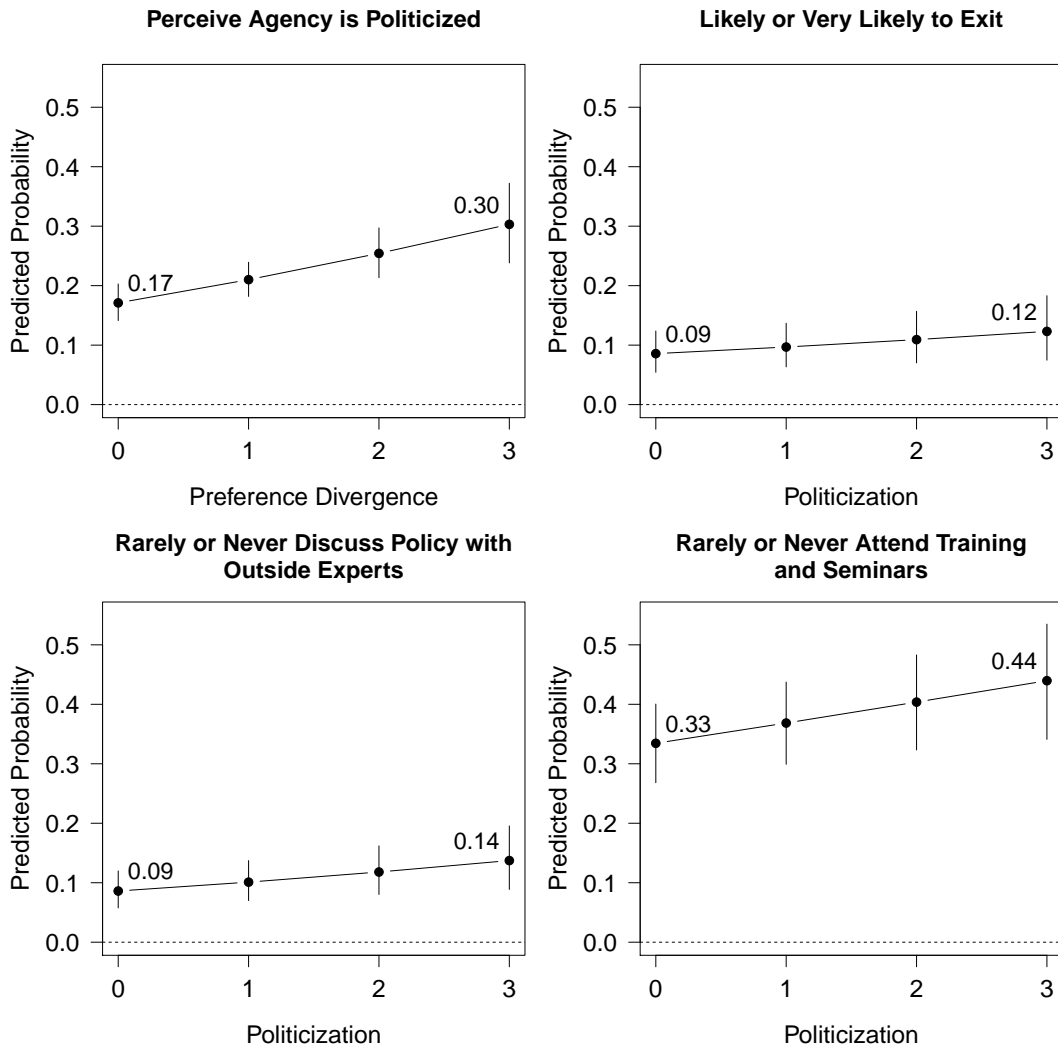 Perceive Agency is Politicized
Predicted Probability
0.5
0.4
0.3
0.2
0.1
0.0
0.17
0.30
0 1 2 3
Preference Divergence
Likely or Very Likely to Exit
Predicted Probability
0.5
0.4
0.3
0.2
0.1
0.0
0.09
0.12
0 1 2 3
Politicization
Rarely or Never Discuss Policy with
Outside Experts
Predicted Probability
0.5
0.4
0.3
0.2
0.1
0.0
0.09
0.14
0 1 2 3
Politicization
Rarely or Never Attend Training
and Seminars
Predicted Probability
0.5
0.4
0.3
0.2
0.1
0.0
0.33
0.44
0 1 2 3
Politicization